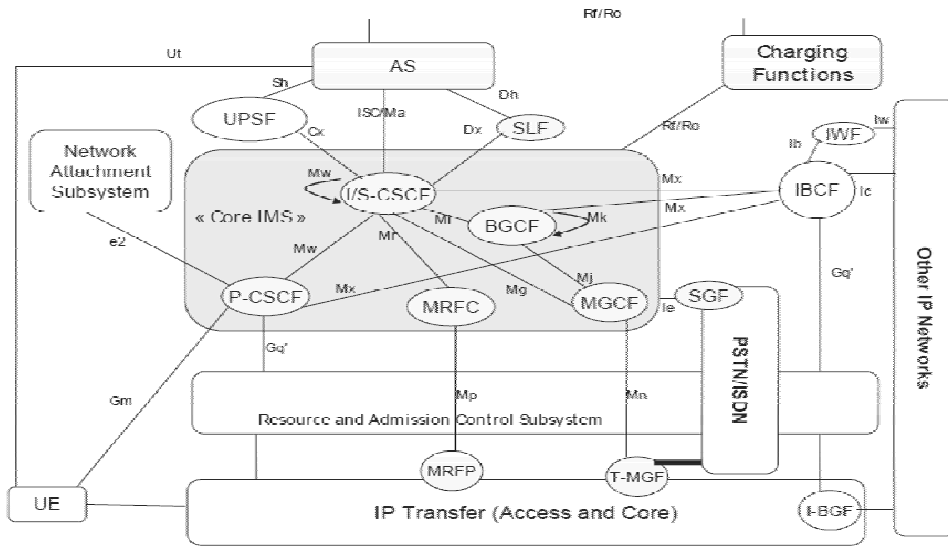 Rf/Ro
Ut
AS
Charging
Functions
Sh
Dh
UPSF
ISC/Ma
SLF
Iw
Cx
Dx
Rf/Ro
IWF
Network
Attachment
Subsystem
Ib
Mw
Mx
I/S-CSCF
IBCF
Ic
Mx
« Core IMS »
Mi
Mk
BGCF
Mr
e2
Mw
Other IP Networks
Gq'
Mj
Mx
Mg
P-CSCF
MRFC
MGCF
SGF
Ie
Gq'
PSTN/ISDN
Gm
Mp
Mn
Resource and Admission Control Subsystem
MRFP
T-MGF
UE
IP Transfer (Access and Core)
I-BGF